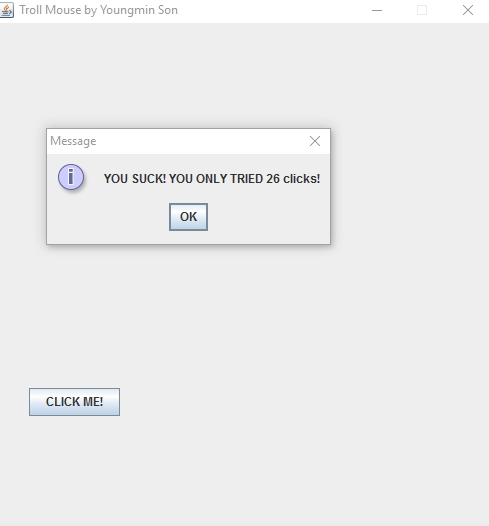 Troll Mouse by Youngmin Son
Message
YOU SUCK! YOU ONLY TRIED 26 clicks!
OK
CLICK ME!